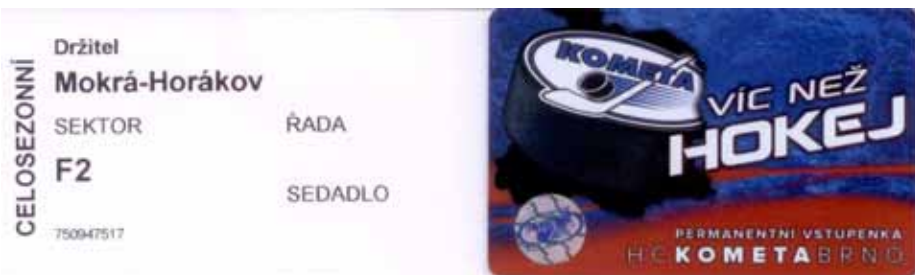 CELOSEZONNÍ
Držitel
Mokrá-Horákov
SEKTOR ŘADA
F2
SEDADLO
750947517
KOMETA
VÍC NEŽ
HOKEJ
PERMANENTNÍ VSTUPENKA
HC KOMETA BRNO